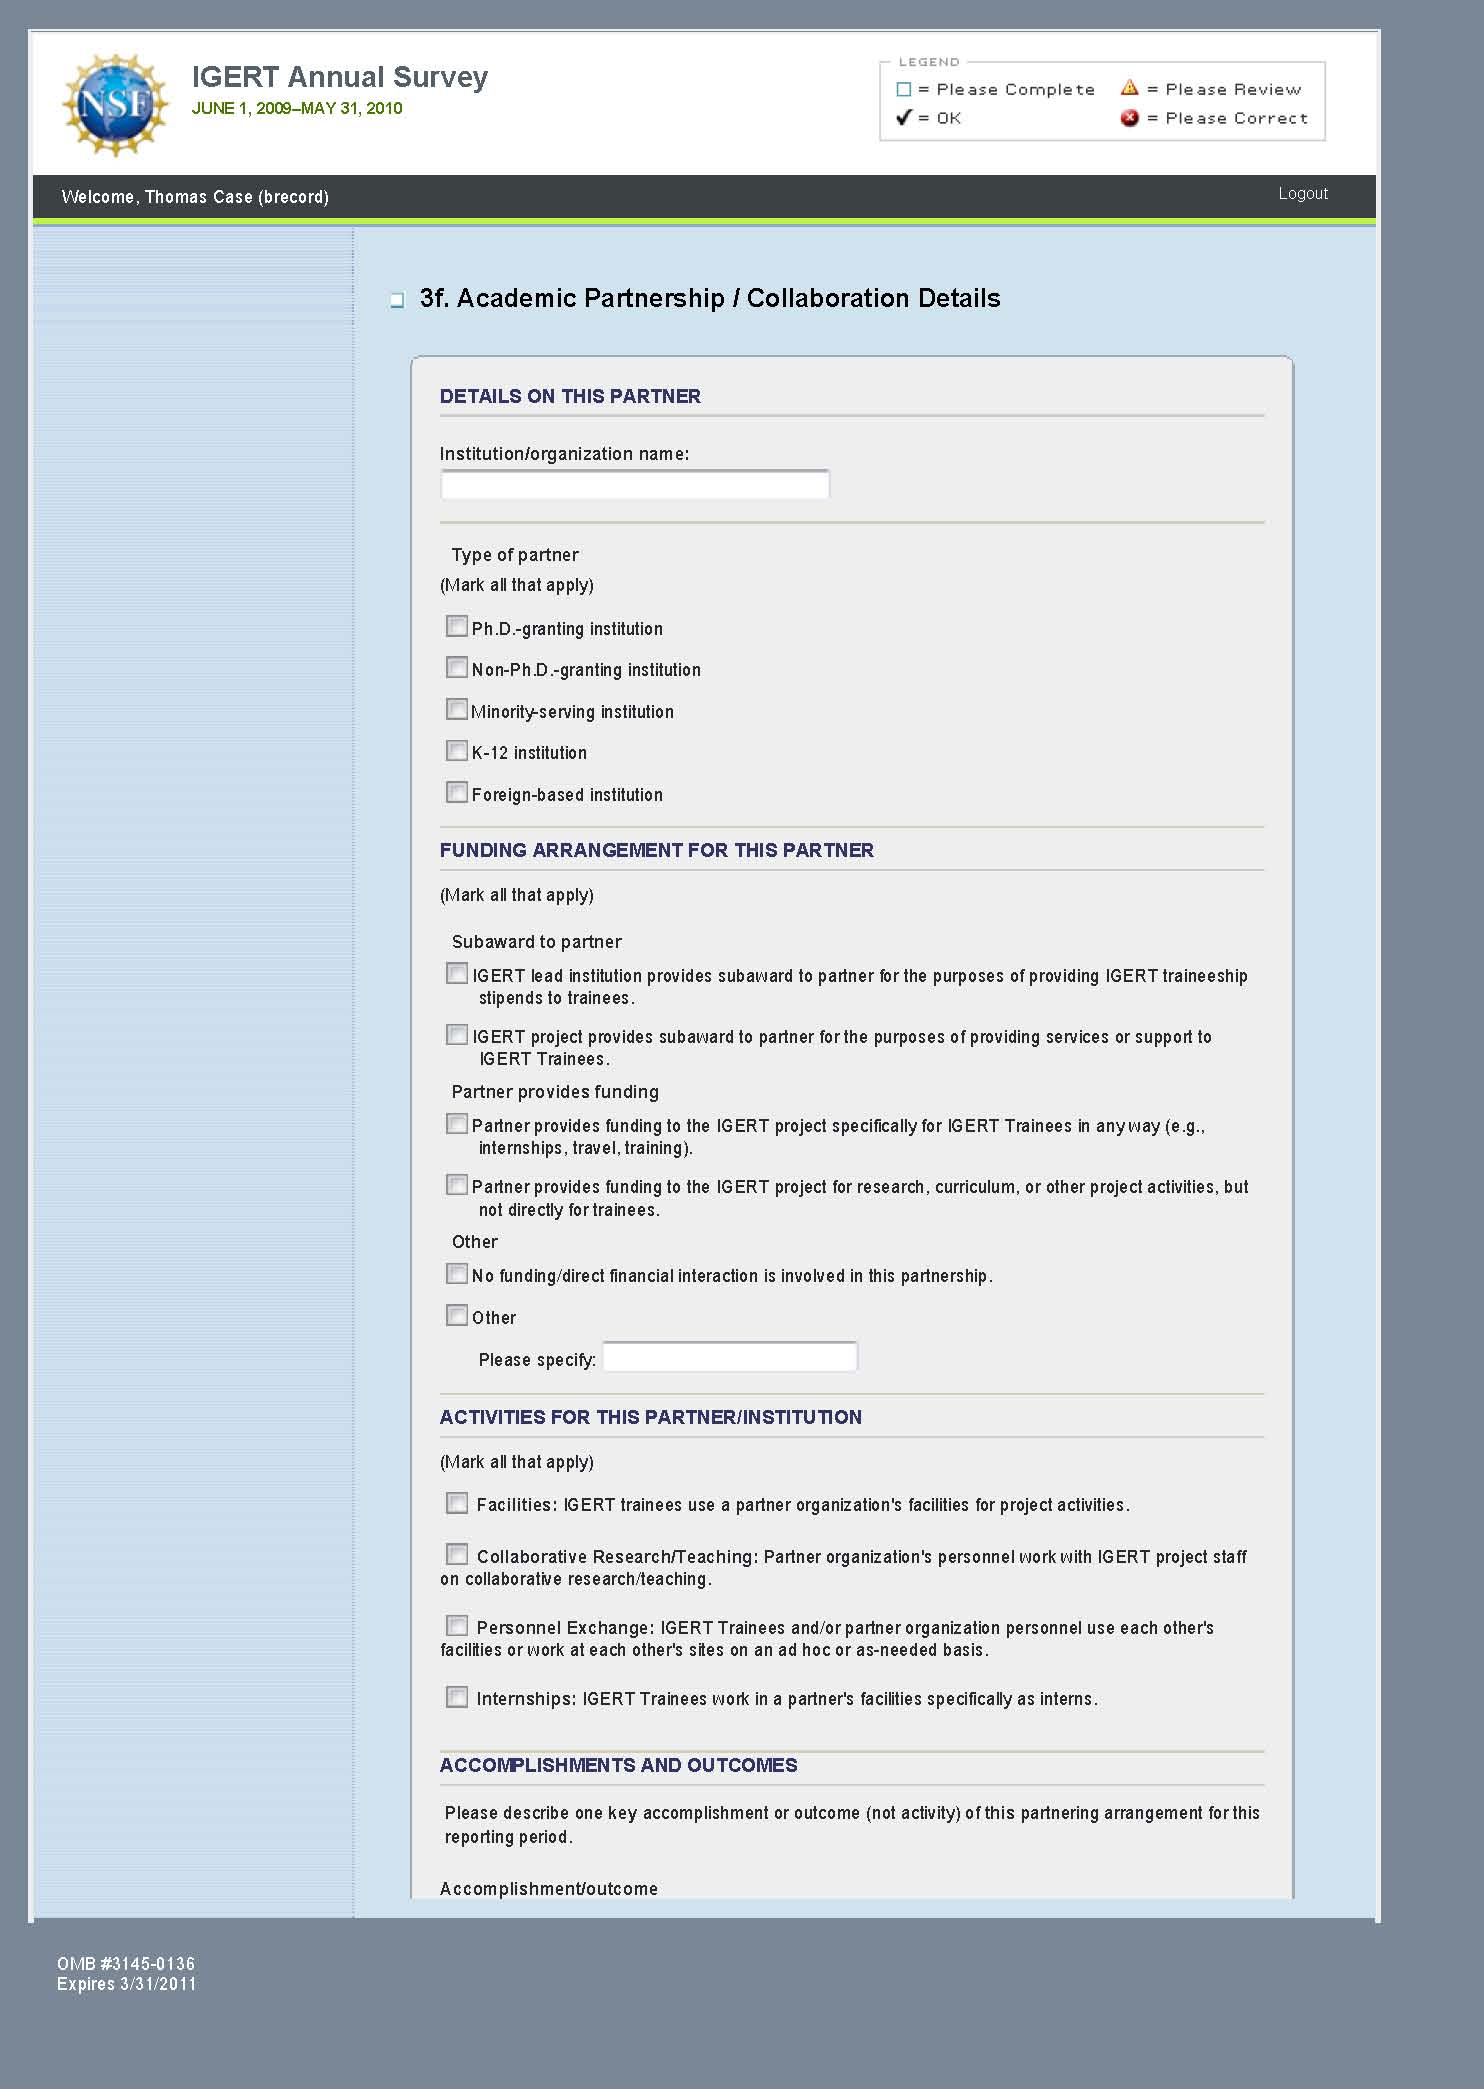 NSF
IGERT Annual Survey
JUNE 1, 2009–MAY 31, 2010
LEGEND
= Please Complete
= Please Review
= OK
= Please Correct
Welcome, Thomas Case (brecord)
Logout
3f. Academic Partnership / Collaboration Details
DETAILS ON THIS PARTNER
Institution/organization name:
Type of partner
(Mark all that apply)
Ph.D.-granting institution
Non-Ph.D.-granting institution
Minority-serving institution
K-12 institution
Foreign-based institution
FUNDING ARRANGEMENT FOR THIS PARTNER
(Mark all that apply)
Subaward to partner
IGERT lead institution provides subaward to partner for the purposes of providing IGERT traineeship
stipends to trainees.
IGERT project provides subaward to partner for the purposes of providing services or support to
IGERT Trainees.
Partner provides funding
Partner provides funding to the IGERT project specifically for IGERT Trainees in any way (e.g.,
internships, travel, training).
Partner provides funding to the IGERT project for research, curriculum, or other project activities, but
not directly for trainees.
Other
No funding/direct financial interaction is involved in this partnership.
Other
Please specify:
ACTIVITIES FOR THIS PARTNER/INSTITUTION
(Mark all that apply)
Facilities: IGERT trainees use a partner organization's facilities for project activities.
Collaborative Research/Teaching: Partner organization's personnel work with IGERT project staff
on collaborative research/teaching.
Personnel Exchange: IGERT Trainees and/or partner organization personnel use each other's
facilities or work at each other's sites on an ad hoc or as-needed basis.
Internships: IGERT Trainees work in a partner's facilities specifically as interns.
ACCOMPLISHMENTS AND OUTCOMES
Please describe one key accomplishment or outcome (not activity) of this partnering arrangement for this
reporting period.
Accomplishment/outcome
OMB #3145-0136
Expires 3/31/2011